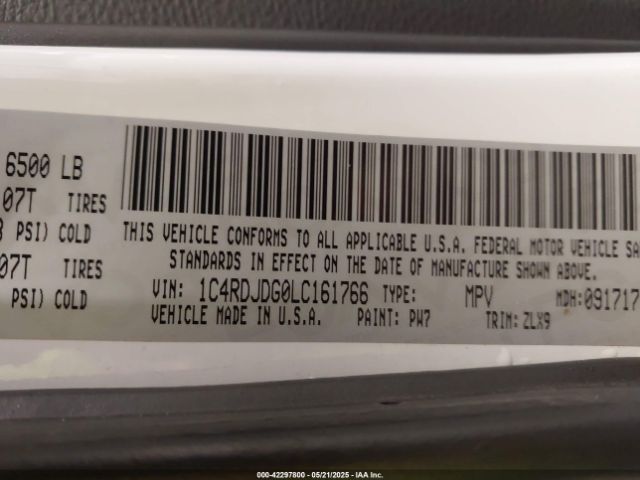 6500 LB
07T TIRES
PSI) COLD
07T TIRES
PSI) COLD
THIS VEHICLE CONFORMS TO ALL APPLICABLE U.S.A. FEDERAL MOTOR VEHICLE SA
STANDARDS IN EFFECT ON THE DATE OF MANUFACTURE SHOWN ABOVE.
VIN: 1C4RDJDG0LC161766 TYPE: MPV MDH:091717
VEHICLE MADE IN U.S.A. PAINT: PW7 TRIM:ZLX9
000-42297800 - 05/21/2025 - IAA Inc.